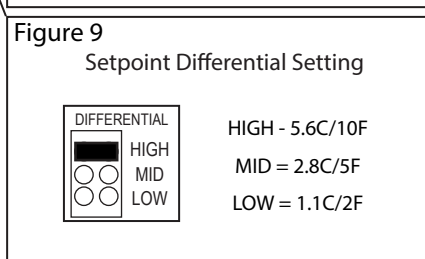 Figure 9
Setpoint Differential Setting
DIFFERENTIAL
HIGH
MID
LOW
HIGH - 5.6C/10F
MID = 2.8C/5F
LOW = 1.1C/2F